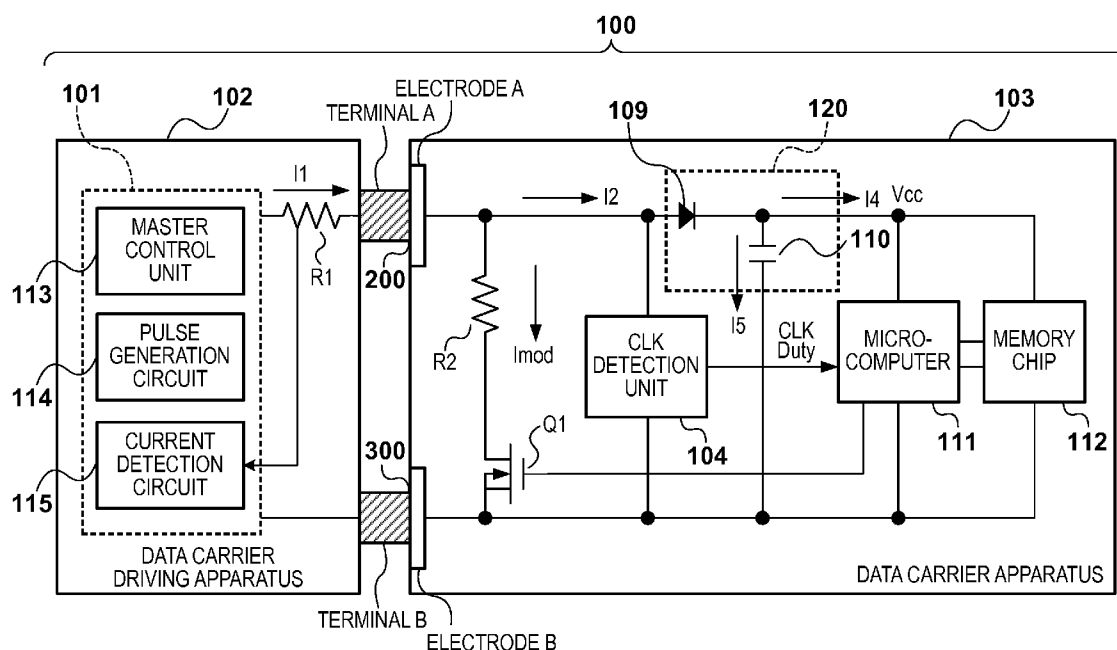 100
101
102
TERMINAL A
ELECTRODE A
109
120
103
I1
R1
200
I2
I4
Vcc
110
I5
MASTER
CONTROL
UNIT
113
PULSE
GENERATION
CIRCUIT
114
CURRENT
DETECTION
CIRCUIT
115
R2
Imod
CLK
DETECTION
UNIT
104
CLK
Duty
MICRO-
COMPUTER
111
MEMORY
CHIP
112
300
Q1
DATA CARRIER
DRIVING APPARATUS
TERMINAL B
ELECTRODE B
DATA CARRIER APPARATUS